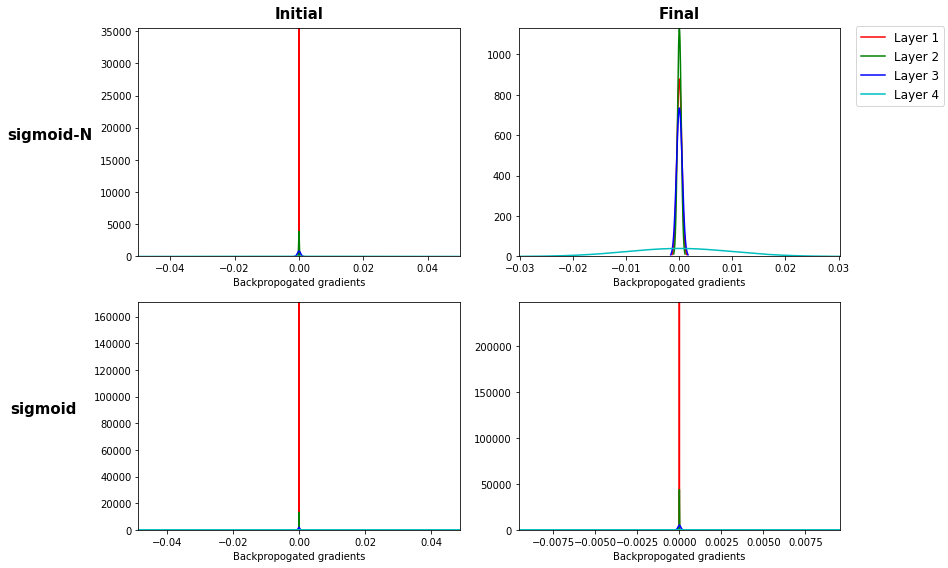 Initial
Final
Layer 1
Layer 2
Layer 3
Layer 4
sigmoid-N
35000
30000
25000
20000
15000
10000
5000
0
−0.04 −0.02 0.00 0.02 0.04
Backpropogated gradients
1000
800
600
400
200
0
−0.03 −0.02 −0.01 0.00 0.01 0.02 0.03
Backpropogated gradients
sigmoid
160000
140000
120000
100000
80000
60000
40000
20000
0
−0.04 −0.02 0.00 0.02 0.04
Backpropogated gradients
200000
150000
100000
50000
0
−0.0075 −0.0050 −0.0025 0.0000 0.0025 0.0050 0.0075
Backpropogated gradients